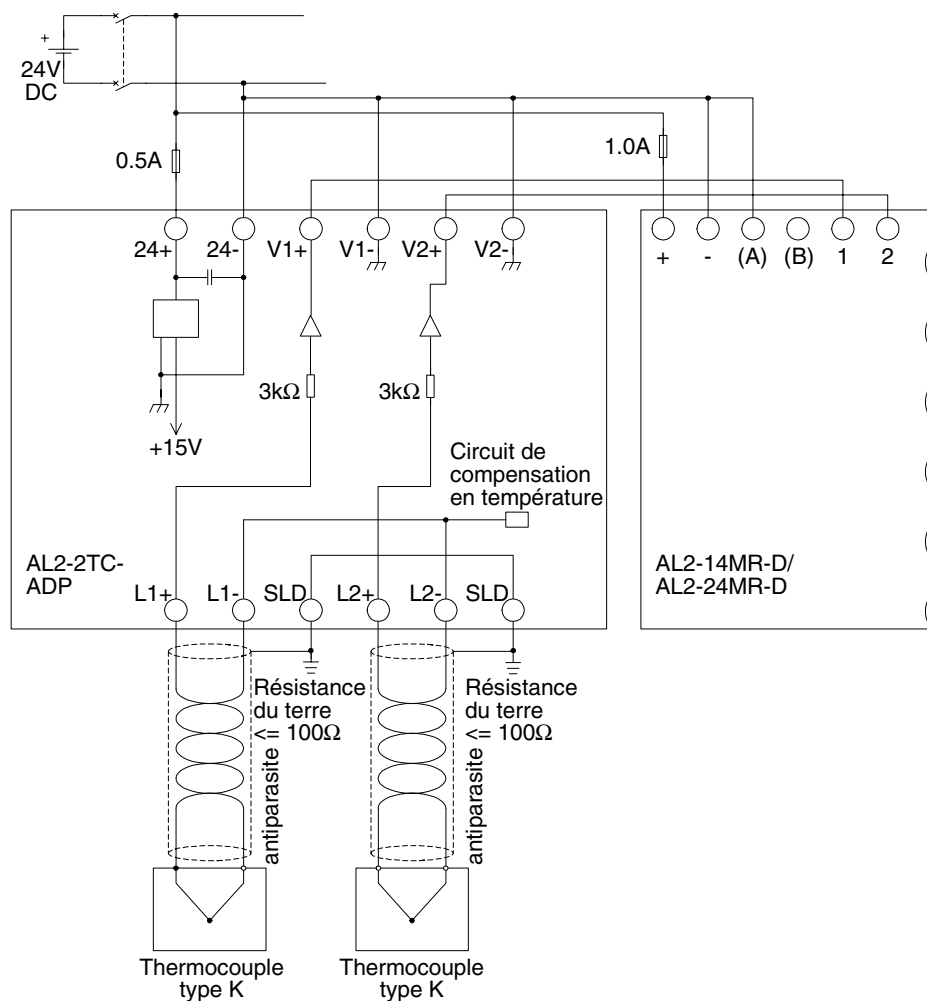 +
24V
DC
0.5A
1.0A
24+ 24- V1+ V1- V2+ V2-
+ - (A) (B) 1 2
3kΩ 3kΩ
+15V
Circuit de
compensation
en température
AL2-2TC-
ADP
AL2-14MR-D/
AL2-24MR-D
L1+ L1- SLD L2+ L2- SLD
Résistance
du terre
<= 100Ω
antiparasite
Résistance
du terre
<= 100Ω
antiparasite
Thermocouple
type K
Thermocouple
type K